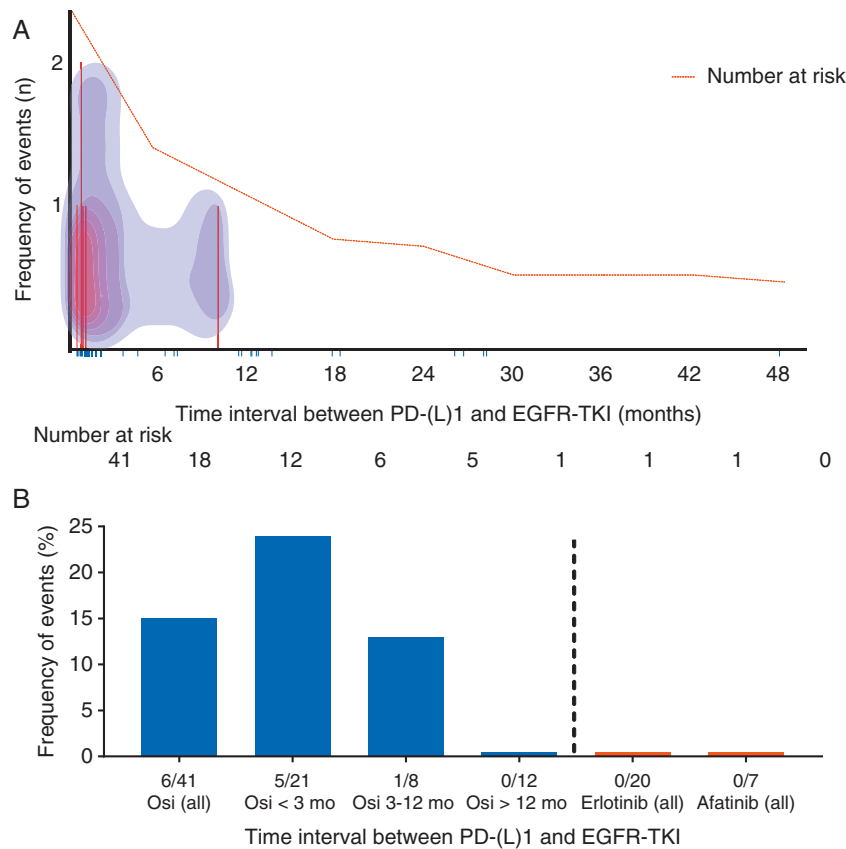 A
Frequency of events (n)
2
1
Number at risk
6 12 18 24 30 36 42 48
Time interval between PD-(L)1 and EGFR-TKI (months)
Number at risk
41 18 12 6 5 1 1 1 0
B
Frequency of events (%)
25
20
15
10
5
0
6/41 5/21 1/8 0/12 0/20 0/7
Osi (all) Osi < 3 mo Osi 3-12 mo Osi > 12 mo Erlotinib (all) Afatinib (all)
Time interval between PD-(L)1 and EGFR-TKI